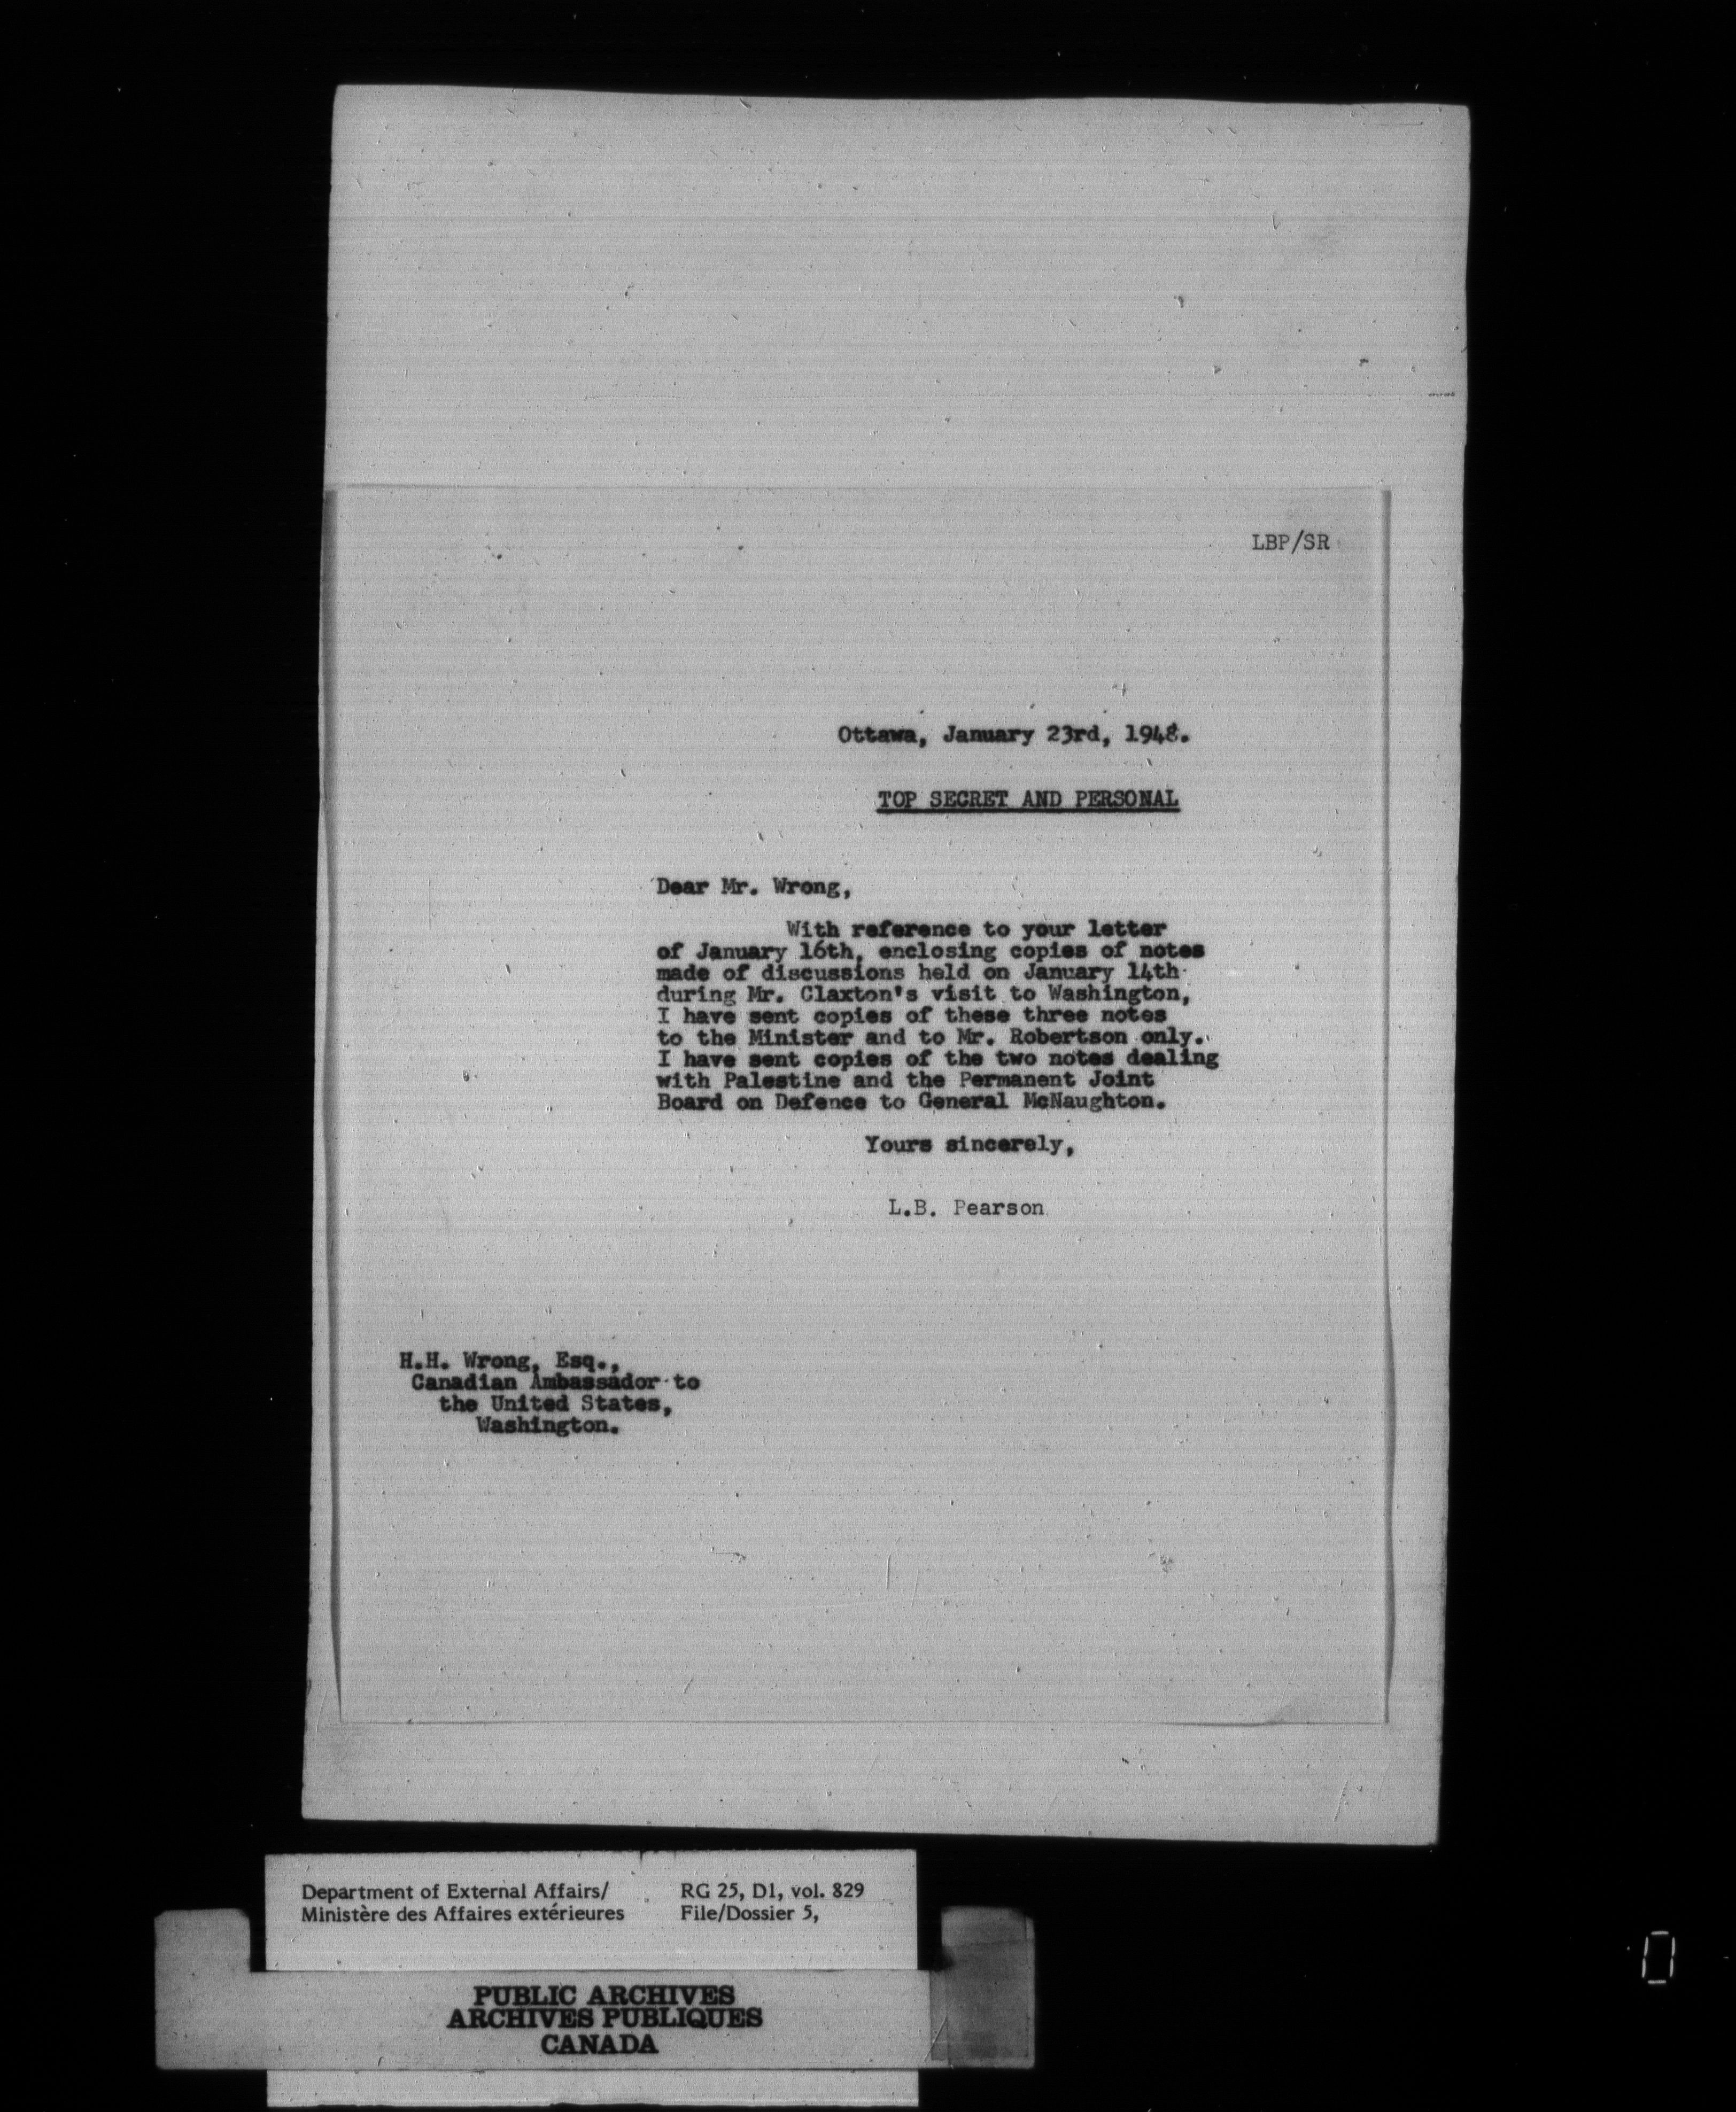 LBP/SR
Ottawa, January 23rd, 1948.
TOP SECRET AND PERSONAL
Dear Mr. Wrong,
With reference to your letter
of January 16th, enclosing copies of notes
made of discussions held on January 14th
during Mr. Claxton's visit to Washington,
I have sent copies of these three notes
to the Minister and to Mr. Robertson only.
I have sent copies of the two notes dealing
with Palestine and the Permanent Joint
Board on Defence to General McNaughton.
Yours sincerely,
L.B. Pearson
H.H. Wrong, Esq.,
Canadian Ambassador to
the United States,
Washington.
Department of External Affairs/
Ministère des Affaires extérieures
RG 25, D1, vol. 829
File/Dossier 5,
PUBLIC ARCHIVES
ARCHIVES PUBLIQUES
CANADA
0